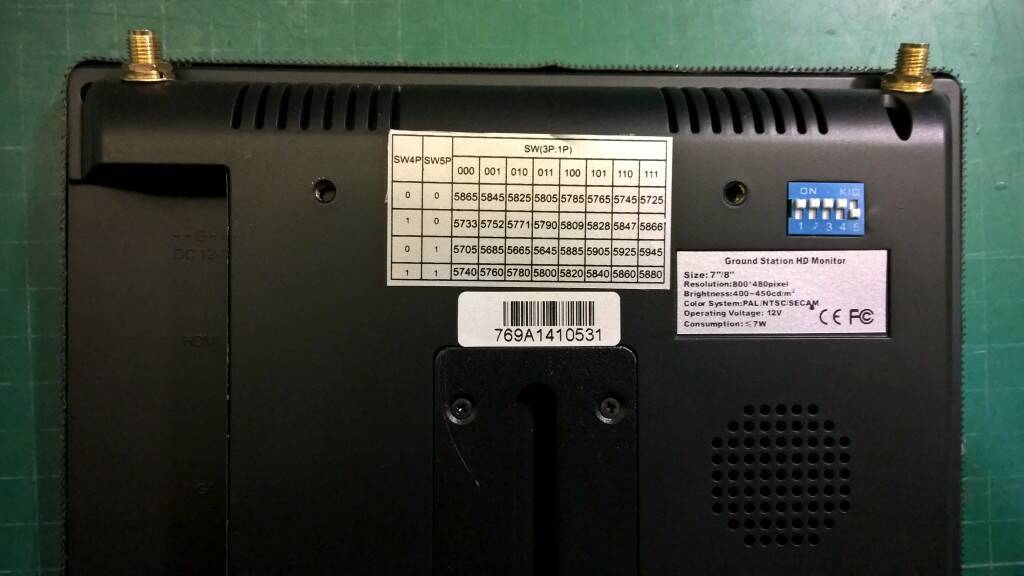 SW(3P.1P)
SW4P SW5P 000 001 010 011 100 101 110 111
0 0 5865 5845 5825 5805 5785 5765 5745 5725
1 0 5733 5752 5771 5790 5809 5828 5847 5866
0 1 5705 5685 5665 5645 5885 5905 5925 5945
1 1 5740 5760 5780 5800 5820 5840 5860 5880
ON KIO
1 2 3 4 5
DC 12
Ground Station HD Monitor
Size: 7"/8"
Resolution:800*480pixel
Brightness:400~450cd/m²
Color System:PAL/NTSC/SECAM
Operating Voltage: 12V
Consumption:≤7W
CE FC
769A1410531
HDMI